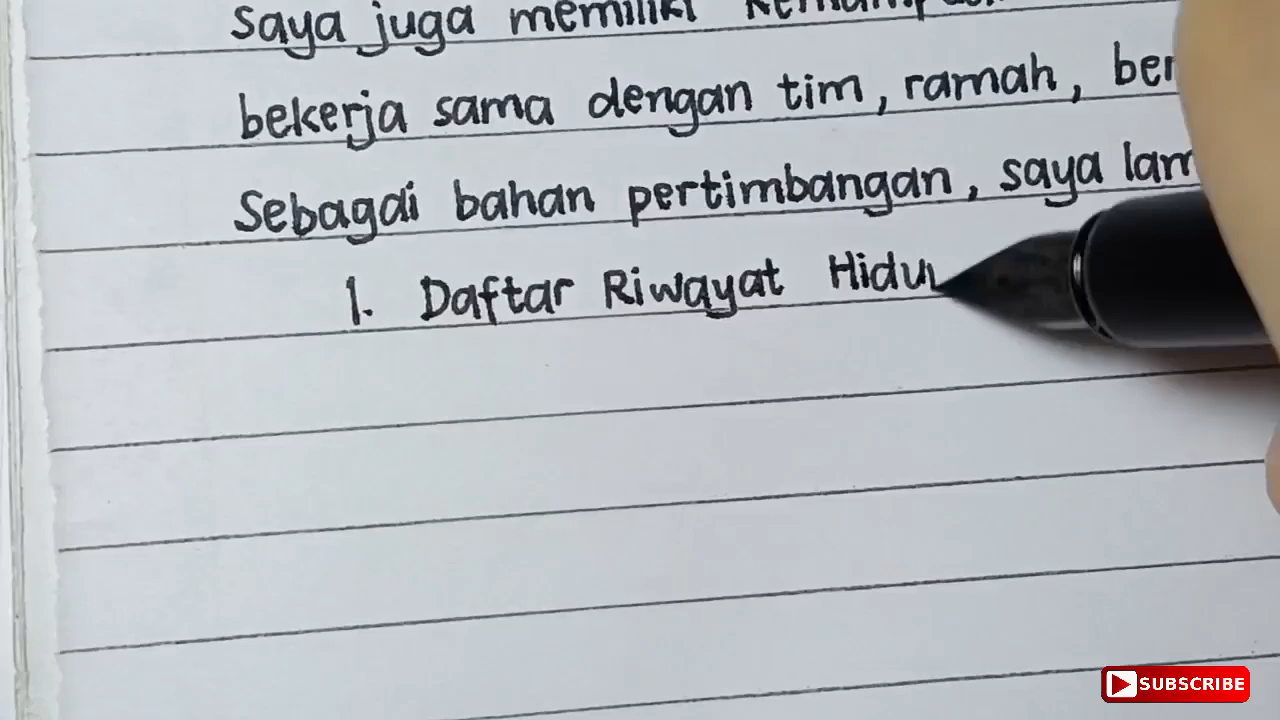 saya juga memiliki
bekerja sama dengan tim, ramah,
Sebagai bahan pertimbangan, saya
1. Daftar Riwayat
SUBSCRIBE